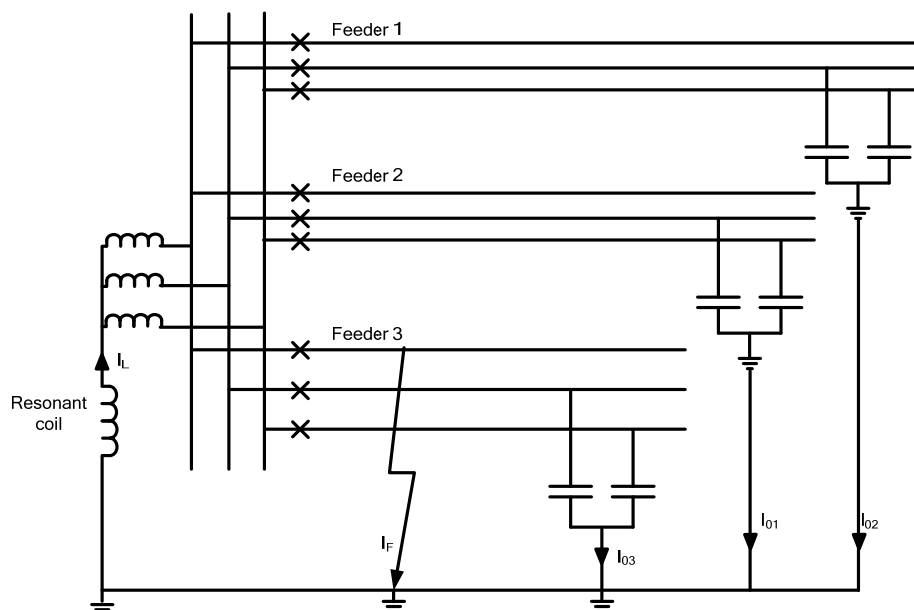 Feeder 1
Feeder 2
Feeder 3
I_L
Resonant
coil
I_F
I_03
I_01
I_02